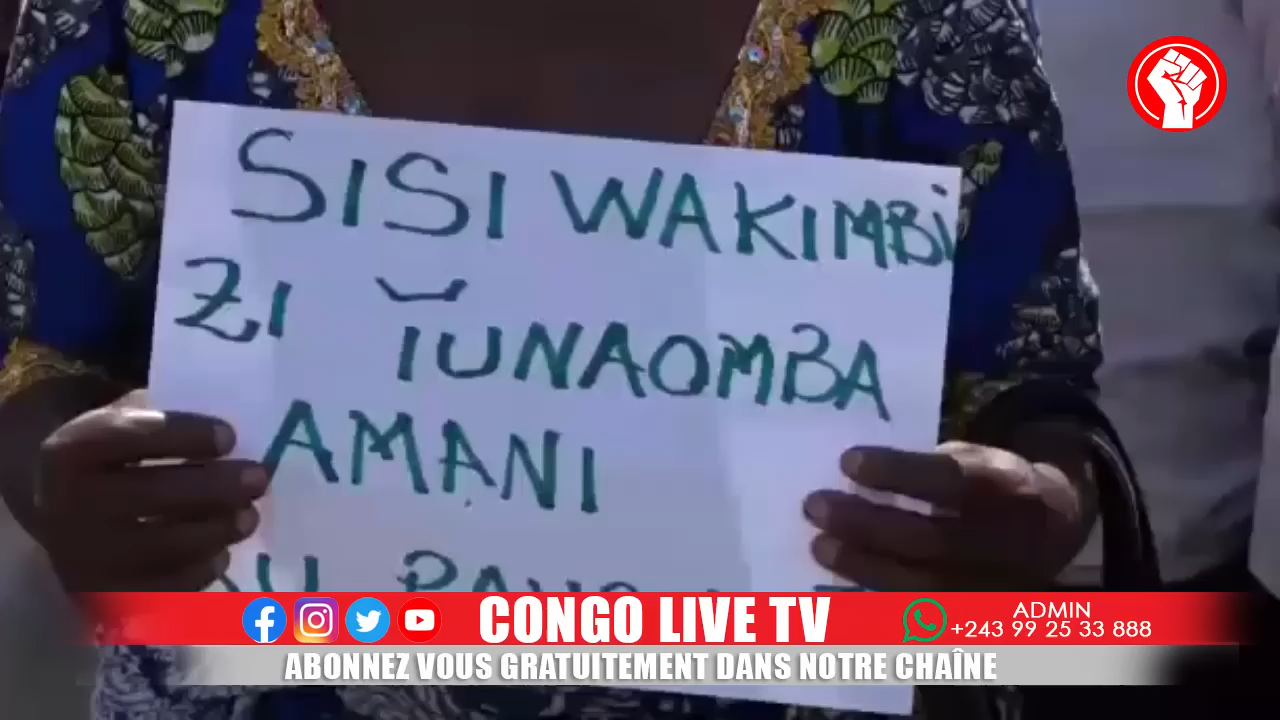 SISI WAKIMBI
ZI TUNAOMBA
AMANI
CONGO LIVE TV
ADMIN
+243 99 25 33 888
ABONNEZ VOUS GRATUITEMENT DANS NOTRE CHAÎNE